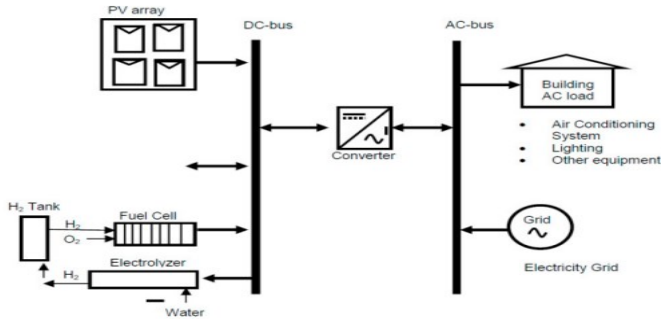 PV array
DC-bus
AC-bus
Building
AC load
Converter
• Air Conditioning
System
• Lighting
• Other equipment
H₂ Tank
H₂
O₂
Fuel Cell
Grid
Electrolyzer
H₂
Water
Electricity Grid